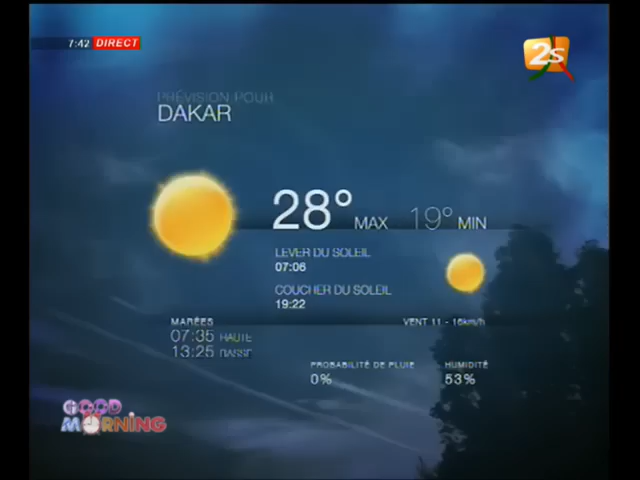 7:42 DIRECT
2s
PRÉVISION POUR
DAKAR
28° MAX 19° MIN
LEVER DU SOLEIL
07:06
COUCHER DU SOLEIL
19:22
MARÉES
VENT 11 - 16km/h
07:35 HAUTE
13:25 BASSE
PROBABILITÉ DE PLUIE
0%
HUMIDITÉ
53%
GOOD
MORNING